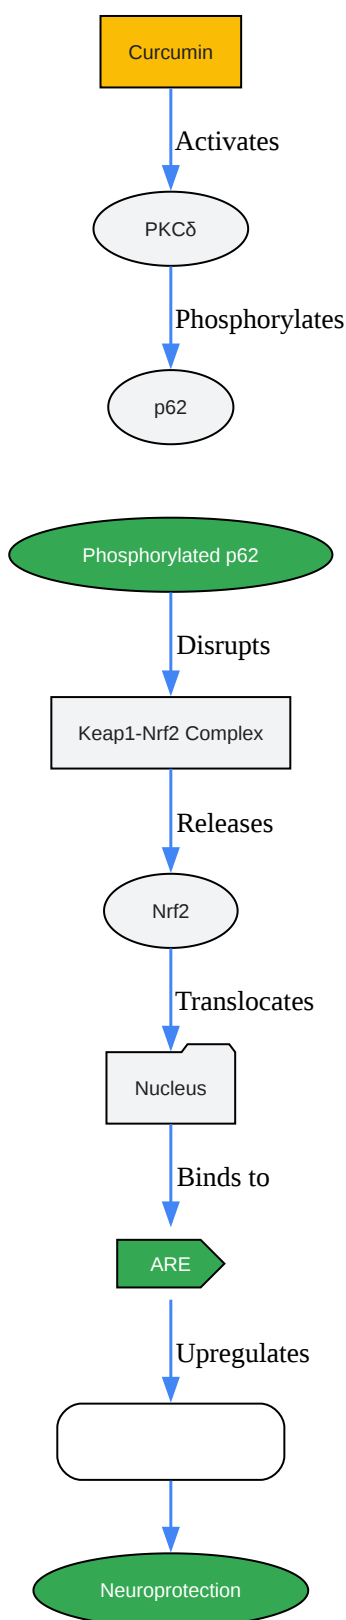 Curcumin
Activates
PKCδ
Phosphorylates
p62
Phosphorylated p62
Disrupts
Keap1-Nrf2 Complex
Releases
Nrf2
Translocates
Nucleus
Binds to
ARE
Upregulates
Neuroprotection